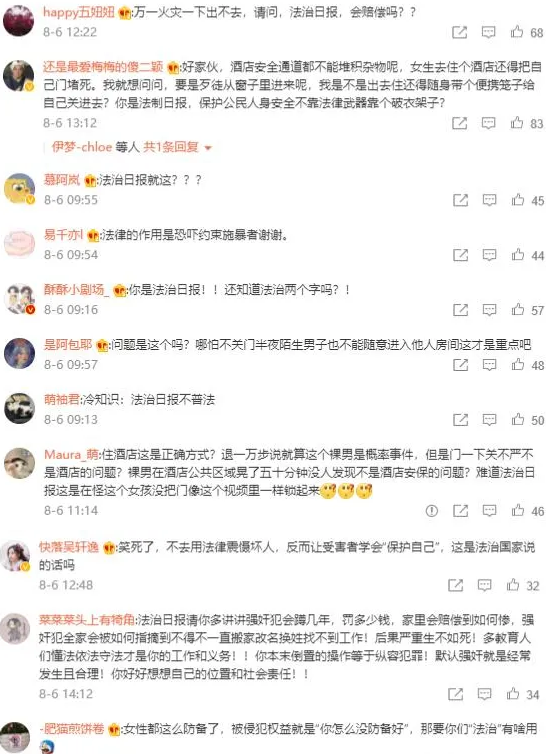 happy五妞妞:万一火灾一下出不去，请问，法治日报，会赔偿吗？？
8-6 12:22
68
还是最爱梅梅的傻二颖:好家伙，酒店安全通道都不能堆积杂物呢，女生去住个酒店还得把自
己门堵死。我就想问问，要是歹徒从窗子里进来呢，我是不是出去住还得随身带个便携笼子给
自己关进去？你是法制日报，保护公民人身安全不靠法律武器靠个破衣架子？
8-6 13:12
83
伊梦-chloe 等人 共1条回复
慕阿岚:法治日报就这？？？
8-6 09:55
45
易千亦l:法律的作用是恐吓约束施暴者谢谢。
8-6 09:54
44
酥酥小剧场_:你是法治日报！！还知道法治两个字吗？！
8-6 09:16
57
是阿包耶:问题是这个吗？哪怕不关门半夜陌生男子也不能随意进入他人房间这才是重点吧
8-6 09:57
48
萌袖君:冷知识：法治日报不普法
8-6 09:13
50
Maura_萌:住酒店这是正确方式？退一万步说就算这个裸男是概率事件，但是门一下关不严不
是酒店的问题？裸男在酒店公共区域晃了五十分钟没人发现不是酒店安保的问题？难道法治日
报这是在怪这个女孩没把门像这个视频里一样锁起来
8-6 11:14
46
快落吴轩逸:笑死了，不去用法律震慑坏人，反而让受害者学会“保护自己”，这是法治国家说
的话吗
8-6 12:48
32
菜菜菜头上有犄角:法治日报请你多讲讲强奸犯会蹲几年，罚多少钱，家里会赔偿到如何惨，强
奸犯全家会被如何指摘到不得不一直搬家改名换姓找不到工作！后果严重生不如死！多教育人
们懂法依法守法才是你的工作和义务！！你本末倒置的操作等于纵容犯罪！默认强奸就是经常
发生且合理！你好好想想自己的位置和社会责任！！
8-6 14:12
34
-肥猫煎饼卷:女性都这么防备了，被侵犯权益就是“你怎么没防备好”，那要你们“法治”有啥用